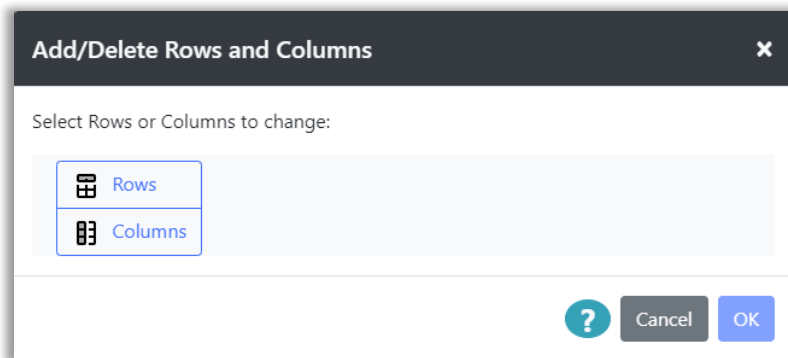 Add/Delete Rows and Columns
Select Rows or Columns to change:
Rows
Columns
? Cancel OK